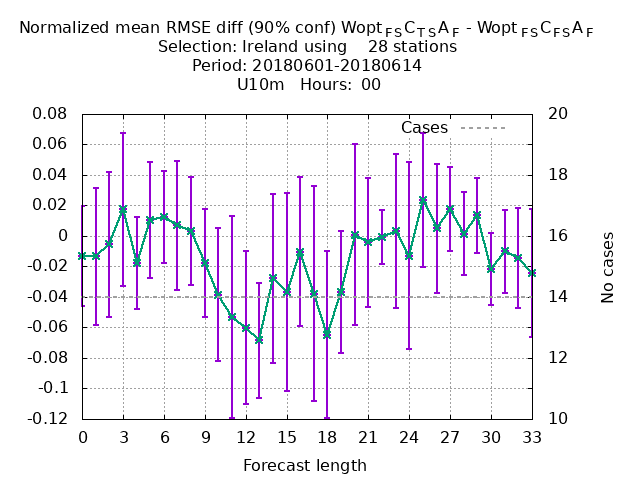 Normalized mean RMSE diff (90% conf) Wopt FS C TS A F - Wopt FS C FS A F
Selection: Ireland using 28 stations
Period: 20180601-20180614
U10m Hours: 00
Cases
0.08
0.06
0.04
0.02
0
-0.02
-0.04
-0.06
-0.08
-0.1
-0.12
20
18
16
14
12
10
No cases
0 3 6 9 12 15 18 21 24 27 30 33
Forecast length